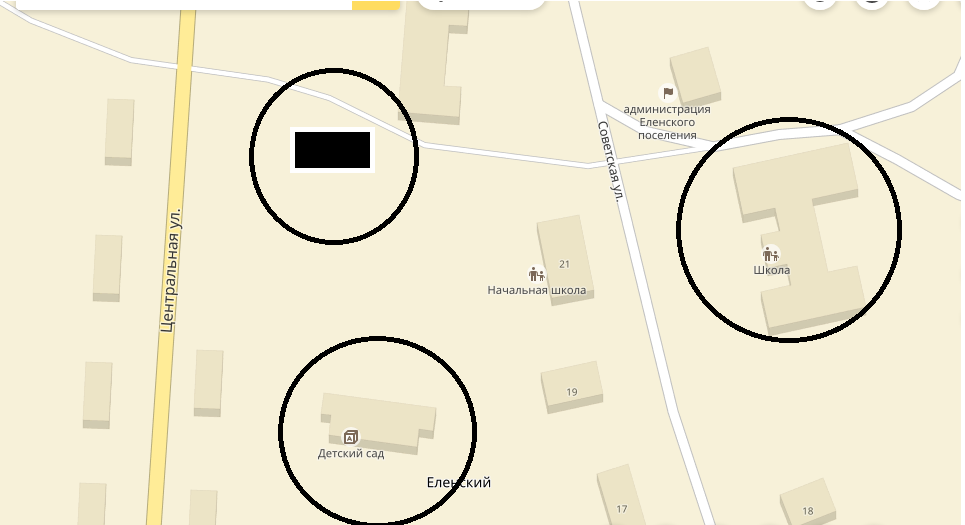 администрация
Еленского
поселения
Советская ул.
Центральная ул.
21
Начальная школа
Школа
19
Детский сад
Еленский
17
18